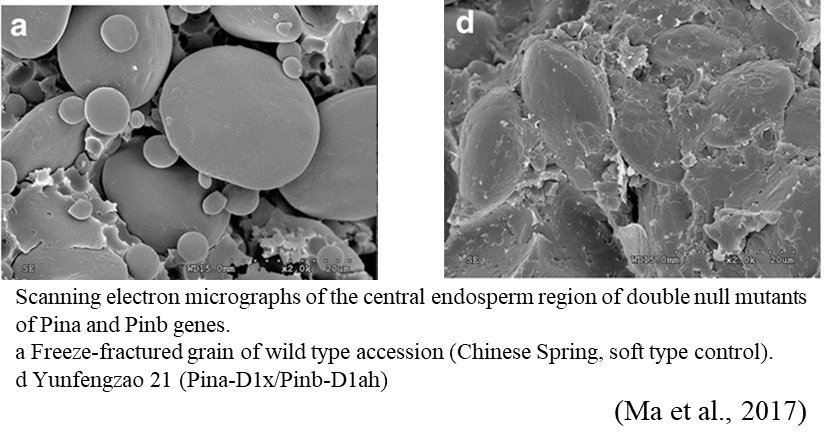 a
d
SE WD15.0mm x2.0k 20um
SE WD15.0mm x2.0k 20um
Scanning electron micrographs of the central endosperm region of double null mutants
of Pina and Pinb genes.
a Freeze-fractured grain of wild type accession (Chinese Spring, soft type control).
d Yunfengzao 21 (Pina-D1x/Pinb-D1ah)
(Ma et al., 2017)